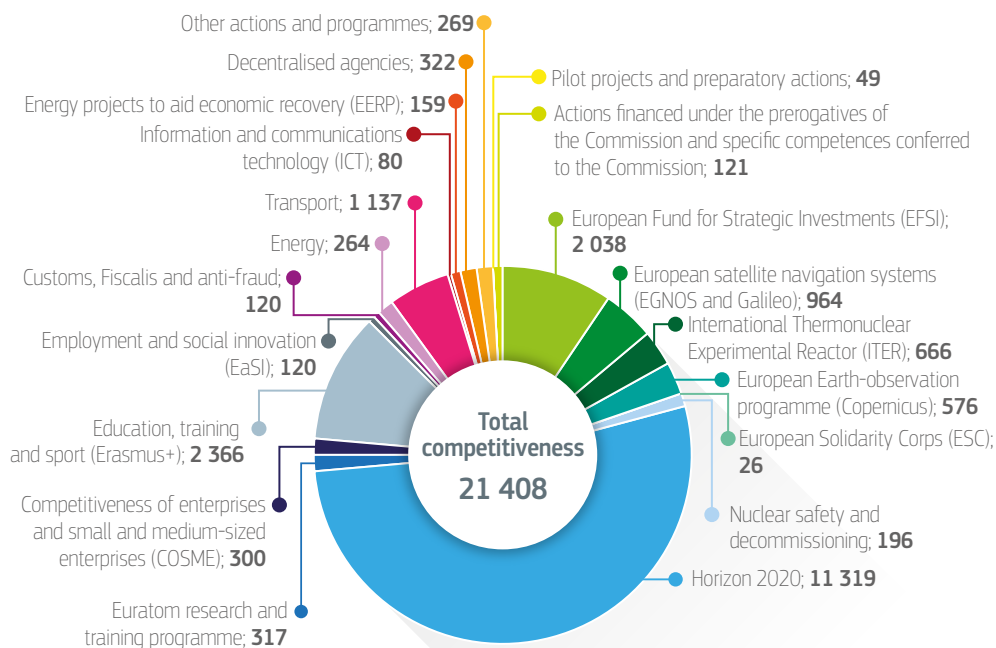 Other actions and programmes; 269
Decentralised agencies; 322
Energy projects to aid economic recovery (EERP); 159
Information and communications
technology (ICT); 80
Transport; 1 137
Energy; 264
Customs, Fiscalis and anti-fraud;
120
Employment and social innovation
(EaSI); 120
Education, training
and sport (Erasmus+); 2 366
Competitiveness of enterprises
and small and medium-sized
enterprises (COSME); 300
Euratom research and
training programme; 317
Total
competitiveness
21 408
Pilot projects and preparatory actions; 49
Actions financed under the prerogatives of
the Commission and specific competences conferred
to the Commission; 121
European Fund for Strategic Investments (EFSI);
2 038
European satellite navigation systems
(EGNOS and Galileo); 964
International Thermonuclear
Experimental Reactor (ITER); 666
European Earth-observation
programme (Copernicus); 576
European Solidarity Corps (ESC);
26
Nuclear safety and
decommissioning; 196
Horizon 2020; 11 319